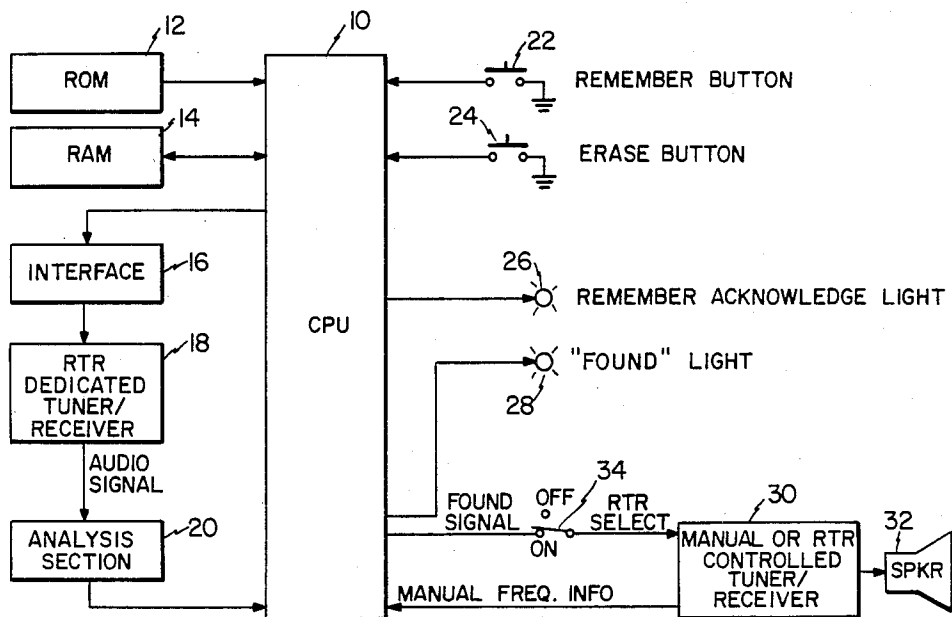 12
10
22
ROM
REMEMBER BUTTON
14
24
RAM
ERASE BUTTON
INTERFACE
16
26
REMEMBER ACKNOWLEDGE LIGHT
CPU
18
RTR
DEDICATED
TUNER/
RECEIVER
"FOUND" LIGHT
28
AUDIO
SIGNAL
34
FOUND
SIGNAL
OFF
ON
RTR
SELECT
30
20
ANALYSIS
SECTION
MANUAL OR RTR
CONTROLLED
TUNER/
RECEIVER
32
SPKR
MANUAL FREQ. INFO